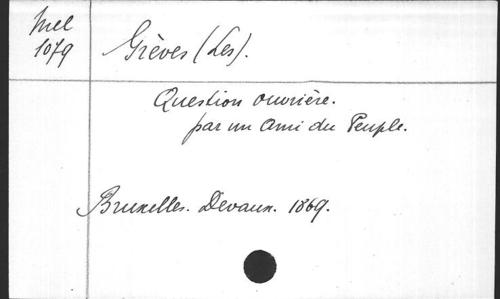 Mel
1079
Grèves (Les).
Question ouvrière.
par un Ami du Peuple.
Bruxelles. Devaux. 1869.